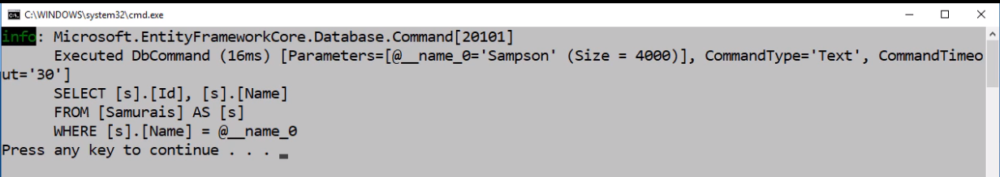 C:\WINDOWS\system32\cmd.exe
info: Microsoft.EntityFrameworkCore.Database.Command[20101]
      Executed DbCommand (16ms) [Parameters=[@__name_0='Sampson' (Size = 4000)], CommandType='Text', CommandTimeo
ut='30']
      SELECT [s].[Id], [s].[Name]
      FROM [Samurais] AS [s]
      WHERE [s].[Name] = @__name_0
Press any key to continue . . .